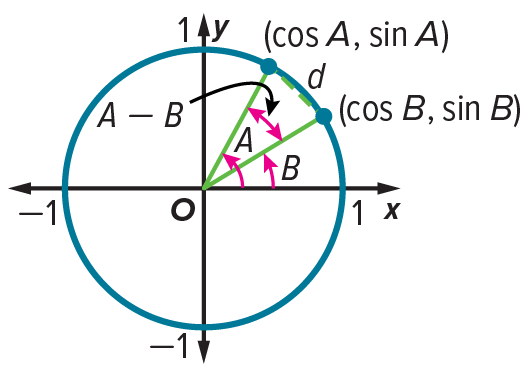 1 y
(cos A, sin A)
d
A − B
(cos B, sin B)
A
B
−1 O 1 x
−1